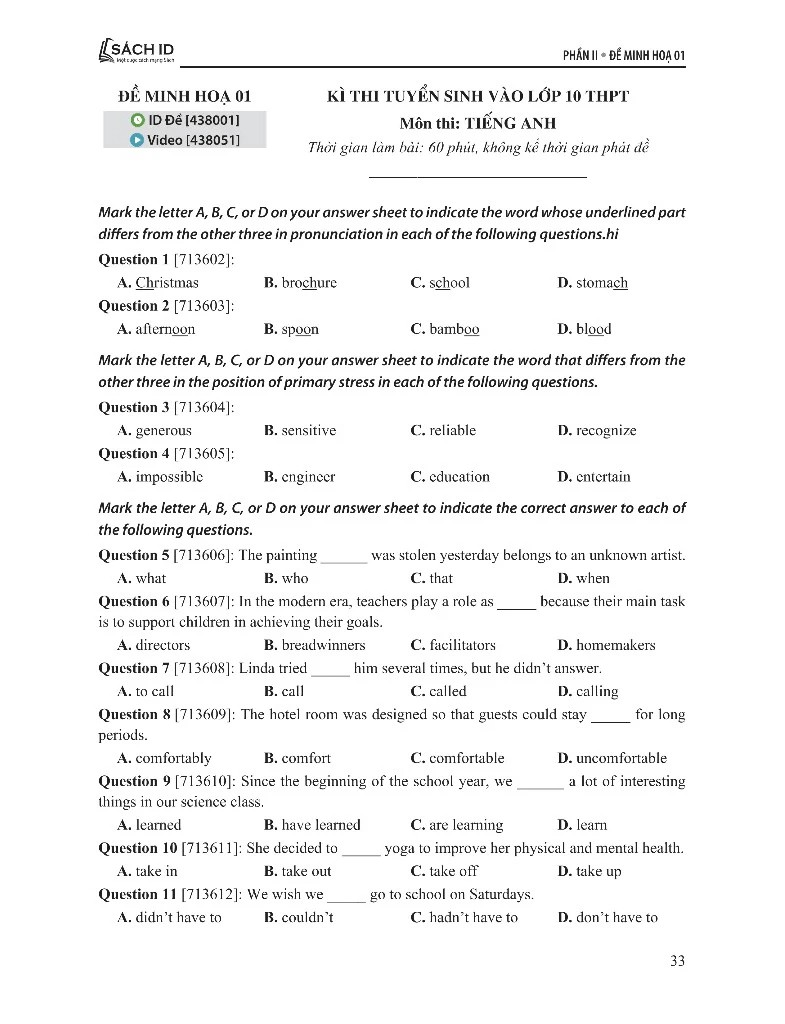 SÁCH ID
Một cuộc cách mạng Sách
PHẦN II • ĐỀ MINH HOẠ 01
ĐỀ MINH HOẠ 01
ID Đề [438001]
Video [438051]
KÌ THI TUYỂN SINH VÀO LỚP 10 THPT
Môn thi: TIẾNG ANH
Thời gian làm bài: 60 phút, không kể thời gian phát đề
Mark the letter A, B, C, or D on your answer sheet to indicate the word whose underlined part
differs from the other three in pronunciation in each of the following questions.hi
Question 1 [713602]:
A. Christmas B. brochure C. school D. stomach
Question 2 [713603]:
A. afternoon B. spoon C. bamboo D. blood
Mark the letter A, B, C, or D on your answer sheet to indicate the word that differs from the
other three in the position of primary stress in each of the following questions.
Question 3 [713604]:
A. generous B. sensitive C. reliable D. recognize
Question 4 [713605]:
A. impossible B. engineer C. education D. entertain
Mark the letter A, B, C, or D on your answer sheet to indicate the correct answer to each of
the following questions.
Question 5 [713606]: The painting ______ was stolen yesterday belongs to an unknown artist.
A. what B. who C. that D. when
Question 6 [713607]: In the modern era, teachers play a role as _____ because their main task
is to support children in achieving their goals.
A. directors B. breadwinners C. facilitators D. homemakers
Question 7 [713608]: Linda tried _____ him several times, but he didn't answer.
A. to call B. call C. called D. calling
Question 8 [713609]: The hotel room was designed so that guests could stay _____ for long
periods.
A. comfortably B. comfort C. comfortable D. uncomfortable
Question 9 [713610]: Since the beginning of the school year, we ______ a lot of interesting
things in our science class.
A. learned B. have learned C. are learning D. learn
Question 10 [713611]: She decided to _____ yoga to improve her physical and mental health.
A. take in B. take out C. take off D. take up
Question 11 [713612]: We wish we _____ go to school on Saturdays.
A. didn't have to B. couldn't C. hadn't have to D. don't have to
33